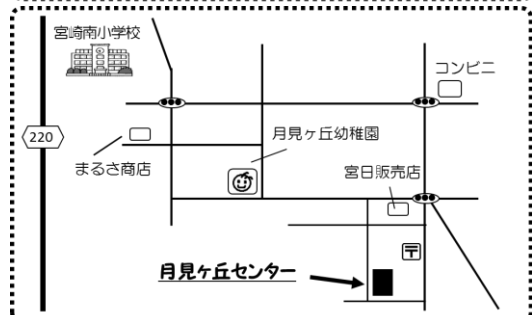 宮崎南小学校
コンビニ
220
まるさ商店
月見ヶ丘幼稚園
宮日販売店
〒
月見ヶ丘センター